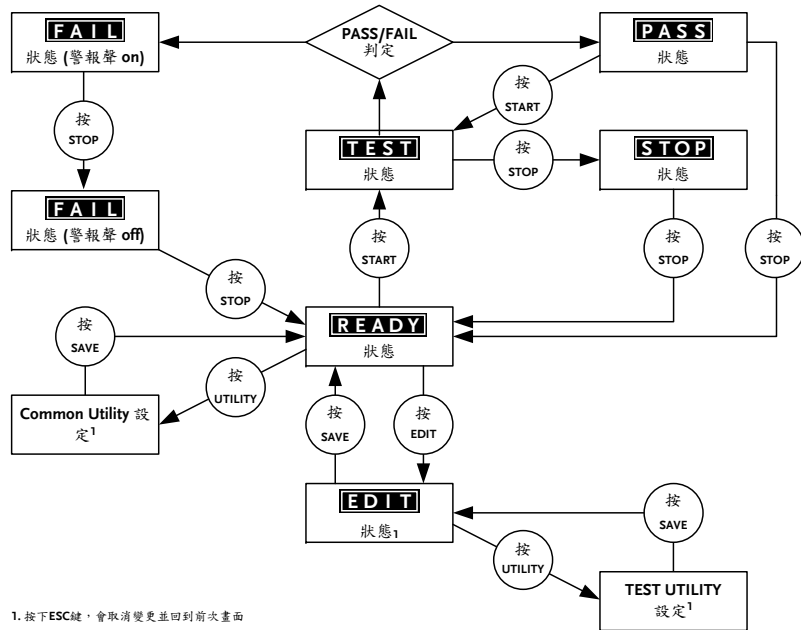 FAIL
狀態 (警報聲 on)
PASS/FAIL
判定
PASS
狀態
按
START
按
STOP
TEST
狀態
按
STOP
STOP
狀態
FAIL
狀態 (警報聲 off)
按
STOP
按
START
按
STOP
按
STOP
READY
狀態
按
SAVE
按
UTILITY
Common Utility 設
定1
按
SAVE
按
EDIT
EDIT
狀態1
按
SAVE
按
UTILITY
TEST UTILITY
設定1
1. 按下ESC鍵，會取消變更並回到前次畫面